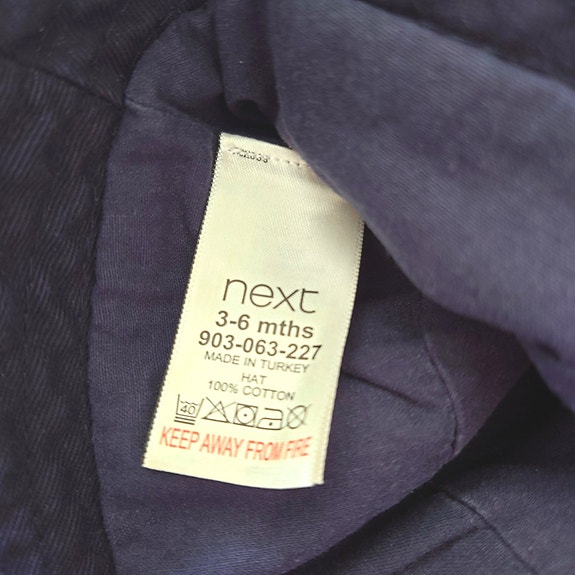 next
3-6 mths
903-063-227
MADE IN TURKEY
HAT
100% COTTON
40
KEEP AWAY FROM FIRE